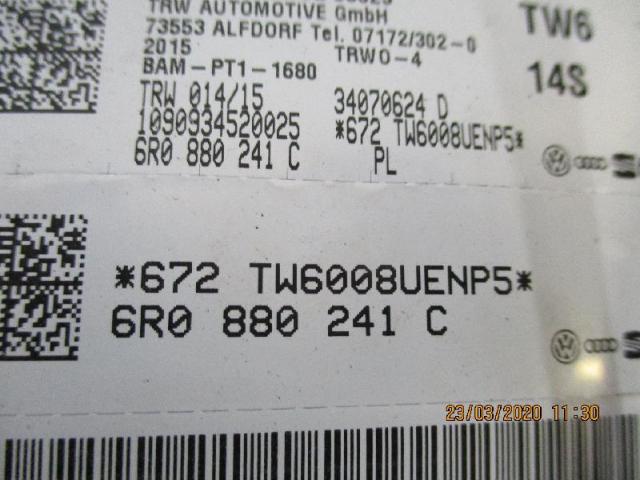 TRW AUTOMOTIVE GmbH
73553 ALFDORF Tel. 07172/302-0
2015 TRWO-4
BAM-PT1-1680
TRW 014/15 34070624 D
1090934520025 *672 TW6008UENP5*
6R0 880 241 C PL
TW6
14S
*672 TW6008UENP5*
6R0 880 241 C
23/03/2020 11:30